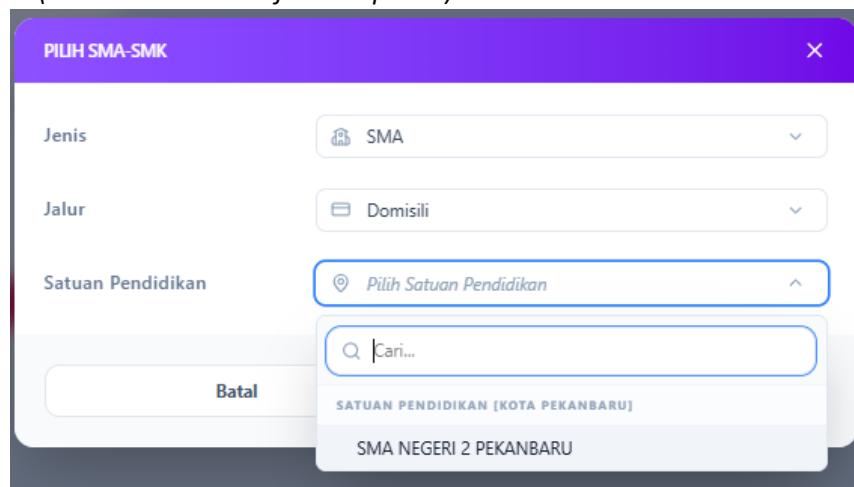 PILIH SMA-SMK
Jenis
SMA
Jalur
Domisili
Satuan Pendidikan
Pilih Satuan Pendidikan
Cari...
Batal
SATUAN PENDIDIKAN [KOTA PEKANBARU]
SMA NEGERI 2 PEKANBARU